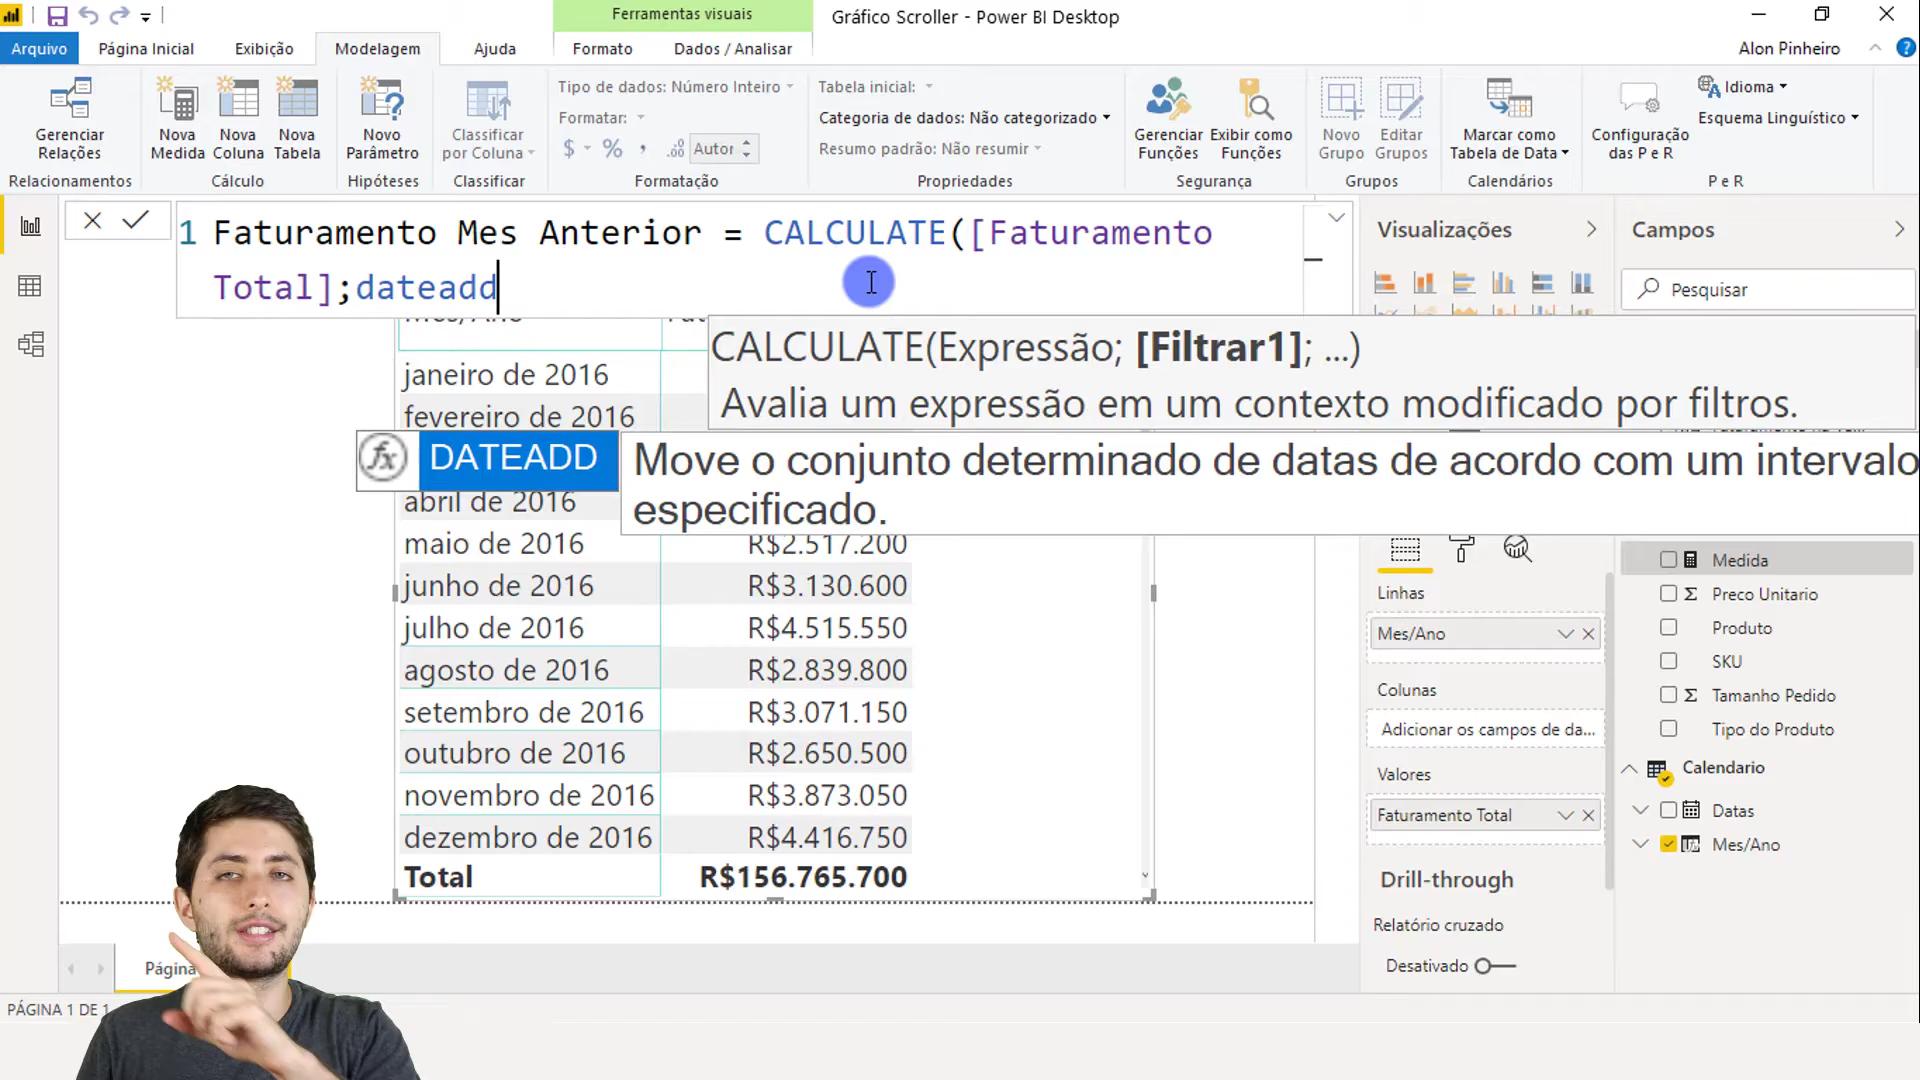 Ferramentas visuais
Gráfico Scroller - Power BI Desktop
Arquivo
Página Inicial
Exibição
Modelagem
Ajuda
Formato
Dados / Analisar
Alon Pinheiro
?
Gerenciar
Relações
Relacionamentos
Nova
Medida
Nova
Coluna
Nova
Tabela
Cálculo
Novo
Parâmetro
Hipóteses
Classificar
por Coluna
Classificar
Tipo de dados: Número Inteiro
Formatar:
$ % , .00 Autor
Formatação
Tabela inicial:
Categoria de dados: Não categorizado
Resumo padrão: Não resumir
Propriedades
Gerenciar
Funções
Exibir como
Funções
Segurança
Novo
Grupo
Editar
Grupos
Grupos
Marcar como
Tabela de Data
Calendários
Configuração
das P e R
Idioma
Esquema Linguístico
P e R
1 Faturamento Mes Anterior = CALCULATE([Faturamento
Total];dateadd
CALCULATE(Expressão; [Filtrar1]; ...)
Avalia um expressão em um contexto modificado por filtros.
fx DATEADD
Move o conjunto determinado de datas de acordo com um intervalo
especificado.
Mes/Ano
janeiro de 2016
fevereiro de 2016
abril de 2016
maio de 2016 R$2.517.200
junho de 2016 R$3.130.600
julho de 2016 R$4.515.550
agosto de 2016 R$2.839.800
setembro de 2016 R$3.071.150
outubro de 2016 R$2.650.500
novembro de 2016 R$3.873.050
dezembro de 2016 R$4.416.750
Total R$156.765.700
Página
PÁGINA 1 DE 1
Visualizações
Linhas
Mes/Ano
Colunas
Adicionar os campos de da...
Valores
Faturamento Total
Drill-through
Relatório cruzado
Desativado
Campos
Pesquisar
Medida
Σ Preco Unitario
Produto
SKU
Σ Tamanho Pedido
Tipo do Produto
Calendario
Datas
Mes/Ano